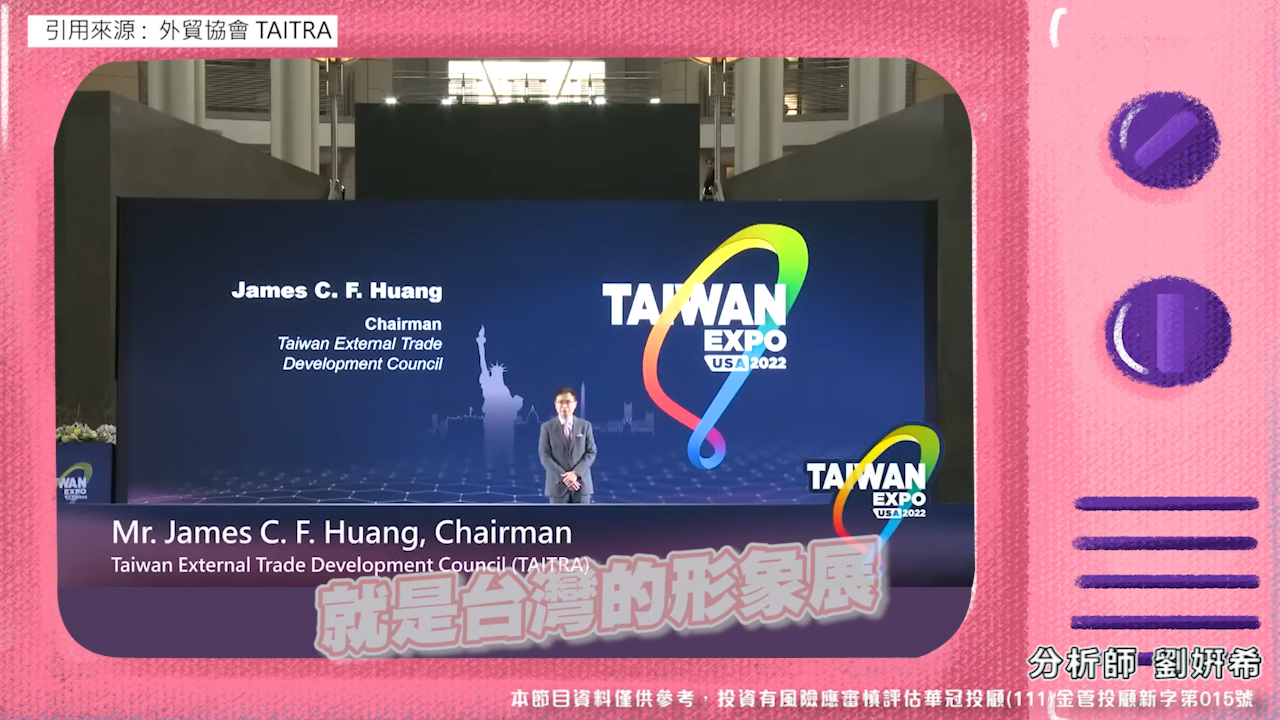 引用來源：外貿協會 TAITRA
James C. F. Huang
Chairman
Taiwan External Trade
Development Council
TAIWAN
EXPO
USA 2022
WAN
EXPO
TAIWAN
EXPO
USA 2022
Mr. James C. F. Huang, Chairman
Taiwan External Trade Development Council (TAITRA)
就是台灣的形象展
分析師 劉妍希
本節目資料僅供參考，投資有風險應審慎評估華冠投顧(111)金管投顧新字第015號